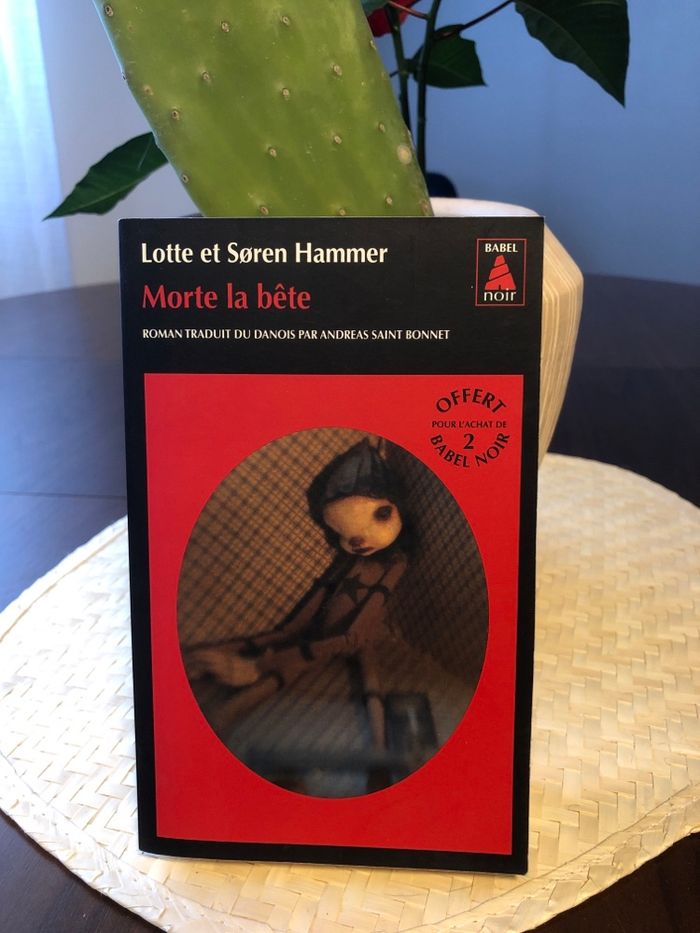 Lotte et Søren Hammer
Morte la bête
ROMAN TRADUIT DU DANOIS PAR ANDREAS SAINT BONNET
BABEL
noir
OFFERT
POUR L'ACHAT DE
2
BABEL NOIR